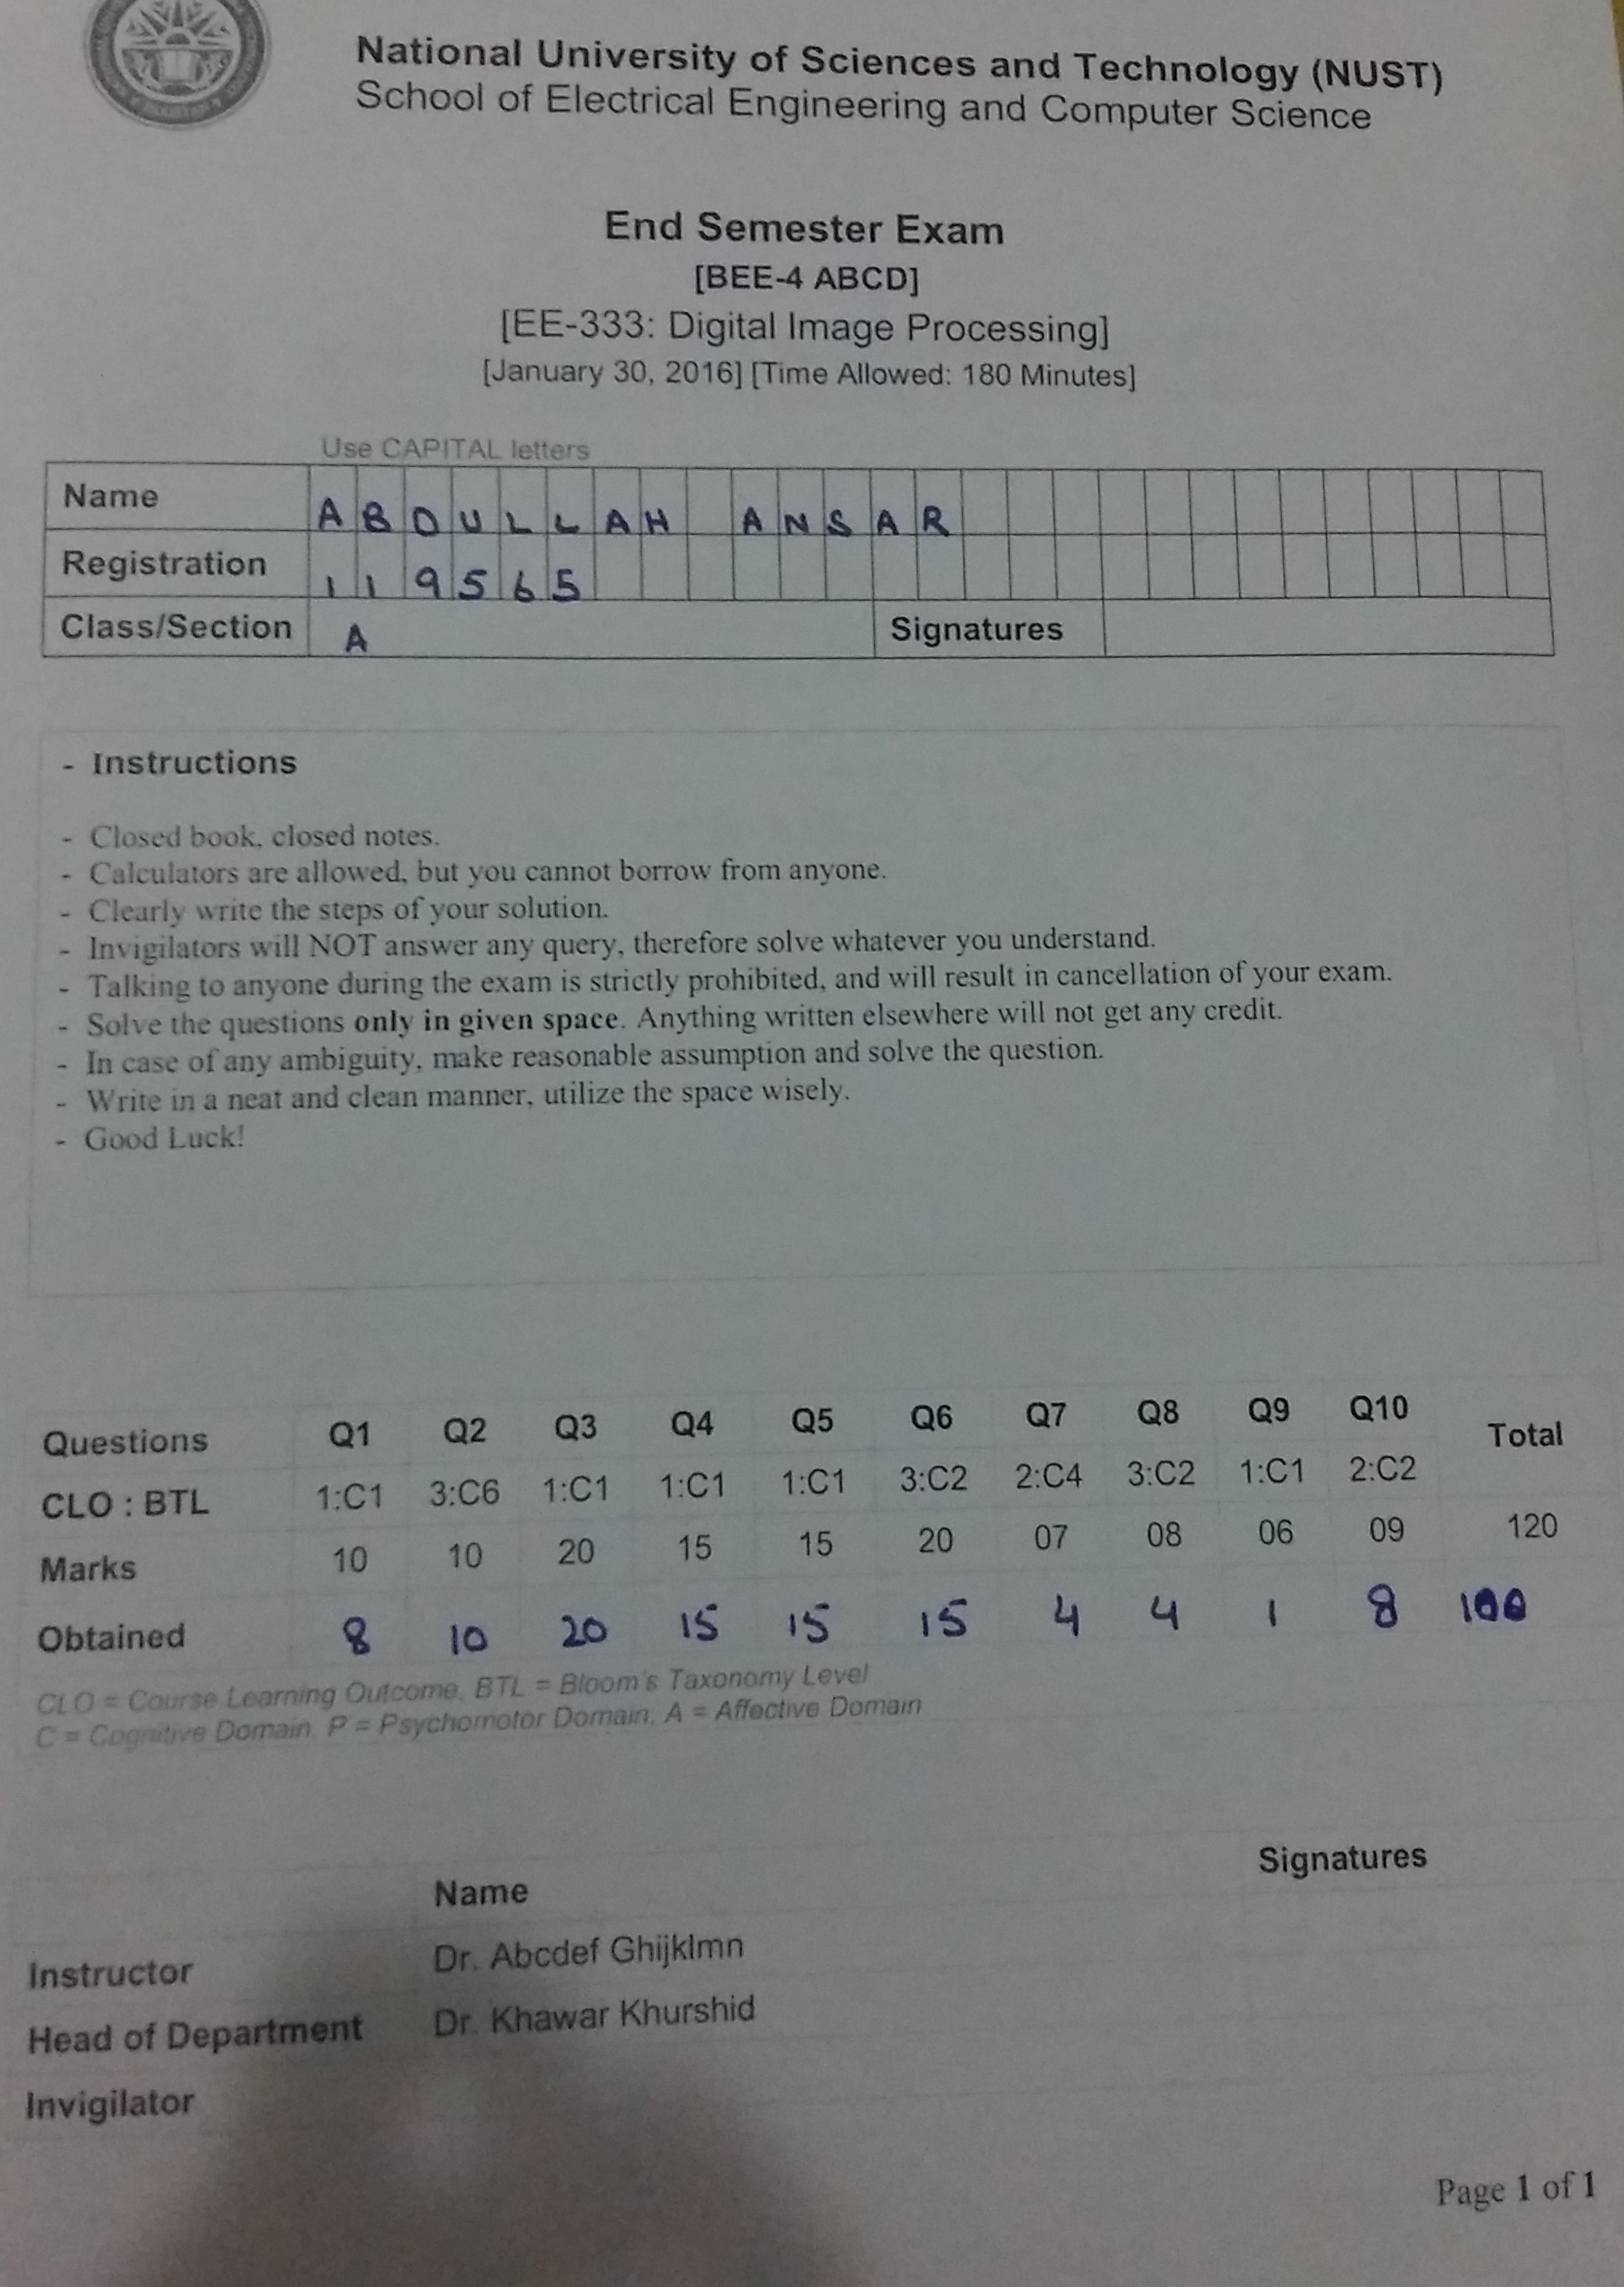 National University of Sciences and Technology (NUST)
School of Electrical Engineering and Computer Science
End Semester Exam
[BEE-4 ABCD]
[EE-333: Digital Image Processing]
[January 30, 2016] [Time Allowed: 180 Minutes]
Use CAPITAL letters
Name ABDULLAH ANSAR
Registration 119565
Class/Section A Signatures
- Instructions
- Closed book, closed notes.
- Calculators are allowed, but you cannot borrow from anyone.
- Clearly write the steps of your solution.
- Invigilators will NOT answer any query, therefore solve whatever you understand.
- Talking to anyone during the exam is strictly prohibited, and will result in cancellation of your exam.
- Solve the questions only in given space. Anything written elsewhere will not get any credit.
- In case of any ambiguity, make reasonable assumption and solve the question.
- Write in a neat and clean manner, utilize the space wisely.
- Good Luck!
Questions Q1 Q2 Q3 Q4 Q5 Q6 Q7 Q8 Q9 Q10 Total
CLO : BTL 1:C1 3:C6 1:C1 1:C1 1:C1 3:C2 2:C4 3:C2 1:C1 2:C2
Marks 10 10 20 15 15 20 07 08 06 09 120
Obtained 8 10 20 15 15 15 4 4 1 8 100
CLO = Course Learning Outcome, BTL = Bloom's Taxonomy Level
C = Cognitive Domain, P = Psychomotor Domain, A = Affective Domain
Name Signatures
Instructor Dr. Abcdef Ghijklmn
Head of Department Dr. Khawar Khurshid
Invigilator
Page 1 of 1